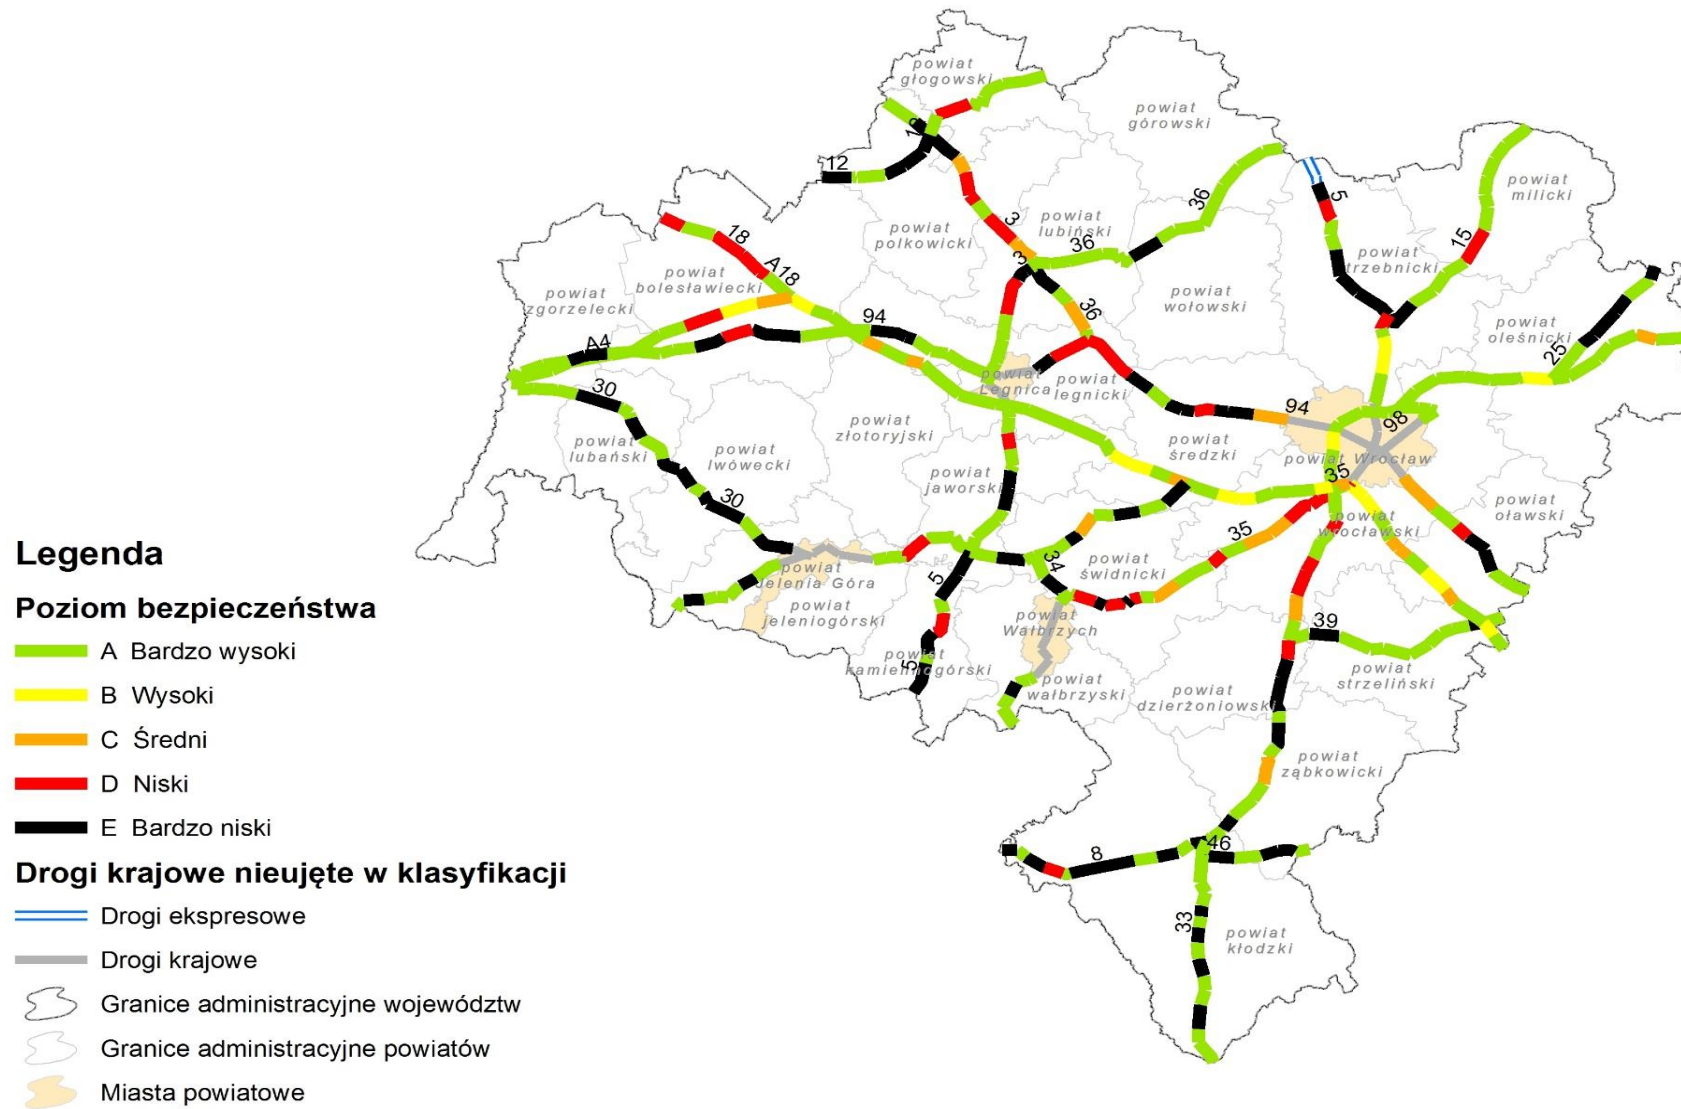 Legenda
Poziom bezpieczeństwa
A Bardzo wysoki
B Wysoki
C Średni
D Niski
E Bardzo niski
Drogi krajowe nieujęte w klasyfikacji
Drogi ekspresowe
Drogi krajowe
Granice administracyjne województw
Granice administracyjne powiatów
Miasta powiatowe
powiat
głogowski
powiat
górowski
12
12
36
5
powiat
milicki
18
3
powiat
lubiński
powiat
polkowicki
36
15
powiat
trzebnicki
A18
powiat
bolesławiecki
3
powiat
zgorzelecki
powiat
wołowski
36
94
powiat
oleśnicki
A4
25
30
powiat
Legnica
powiat
legnicki
94
98
powiat
złotoryjski
powiat
lubański
powiat
lwówecki
powiat
średzki
powiat Wrocław
35
powiat
jaworski
30
35
powiat
wrocławski
powiat
oławski
powiat
Jelenia Góra
5
34
powiat
świdnicki
powiat
jeleniogórski
powiat
Wałbrzych
39
powiat
kamiennogórski
5
powiat
wałbrzyski
powiat
dzierżoniowski
powiat
strzeliński
powiat
ząbkowicki
8
46
33
powiat
kłodzki